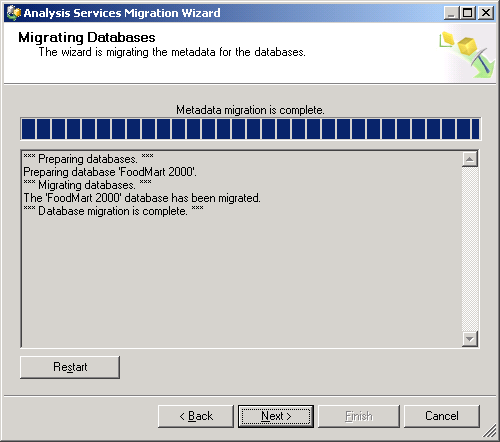 Analysis Services Migration Wizard
Migrating Databases
The wizard is migrating the metadata for the databases.
Metadata migration is complete.
*** Preparing databases. ***
Preparing database 'FoodMart 2000'.
*** Migrating databases. ***
The 'FoodMart 2000' database has been migrated.
*** Database migration is complete. ***
Restart
< Back
Next >
Finish
Cancel